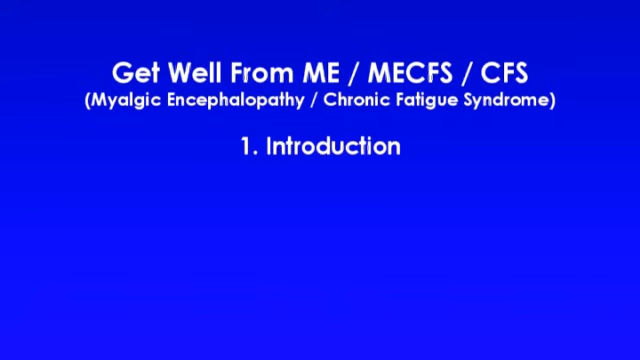 Get Well From ME / MECFS / CFS
(Myalgic Encephalopathy / Chronic Fatigue Syndrome)
1. Introduction